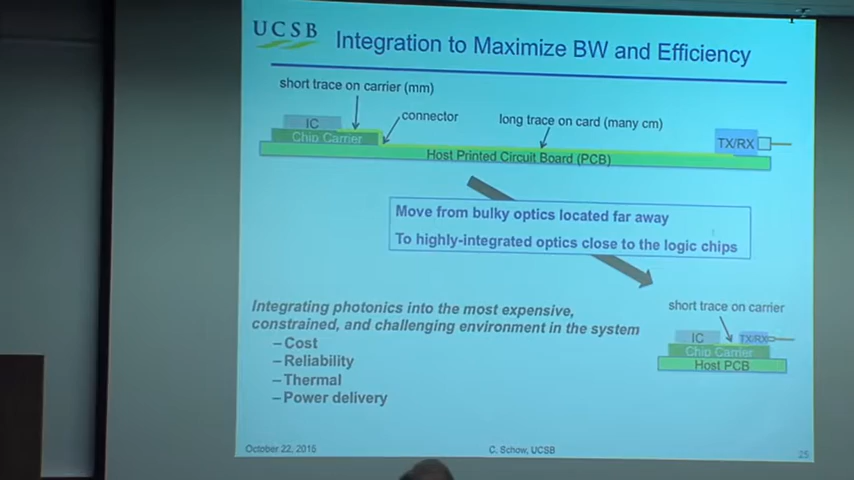 UCSB
Integration to Maximize BW and Efficiency
short trace on carrier (mm)
connector
long trace on card (many cm)
IC
Chip Carrier
TX/RX
Host Printed Circuit Board (PCB)
Move from bulky optics located far away
To highly-integrated optics close to the logic chips
Integrating photonics into the most expensive,
constrained, and challenging environment in the system
– Cost
– Reliability
– Thermal
– Power delivery
short trace on carrier
IC
TX/RX
Chip Carrier
Host PCB
October 22, 2015
C. Schow, UCSB
25